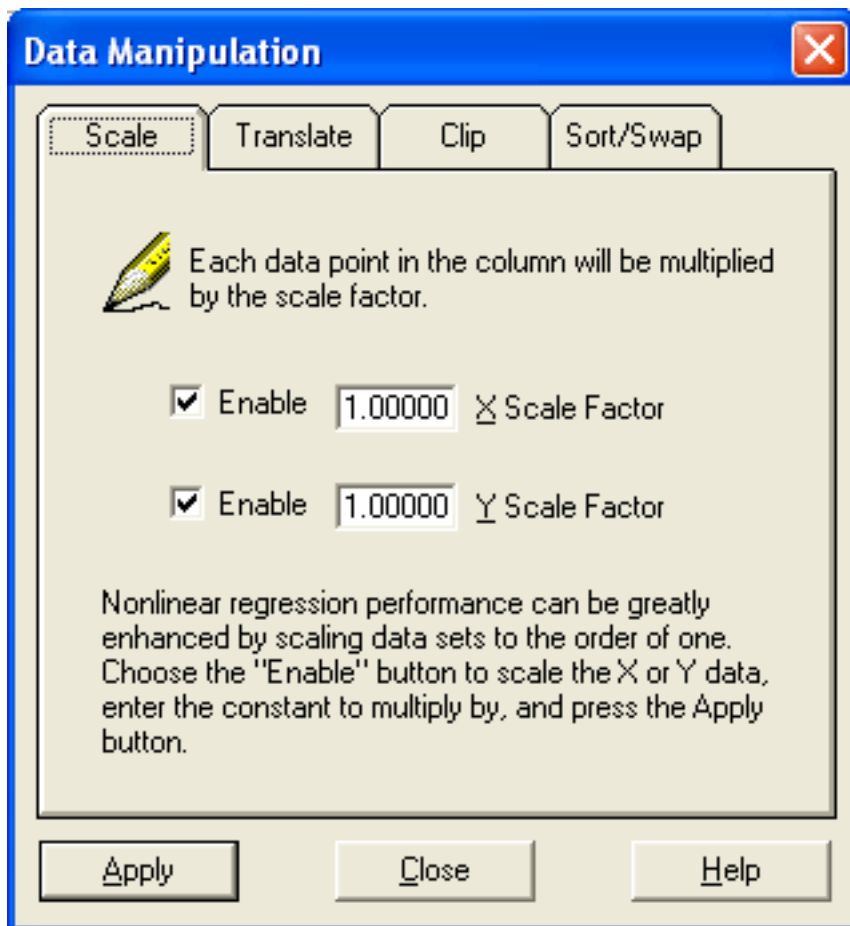 Data Manipulation
Scale Translate Clip Sort/Swap
Each data point in the column will be multiplied
by the scale factor.
Enable 1.00000 X Scale Factor
Enable 1.00000 Y Scale Factor
Nonlinear regression performance can be greatly
enhanced by scaling data sets to the order of one.
Choose the "Enable" button to scale the X or Y data,
enter the constant to multiply by, and press the Apply
button.
Apply Close Help